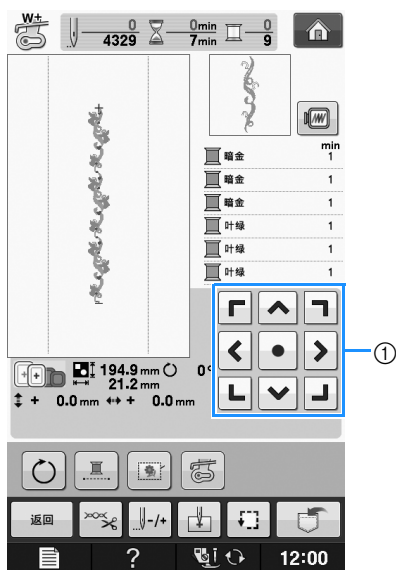 W+
0 0min 0
4329 7min 9
min
暗金 1
暗金 1
暗金 1
叶绿 1
叶绿 1
叶绿 1
①
194.9 mm 0°
21.2 mm
+ 0.0 mm + 0.0 mm
返回 -/+
? 12:00